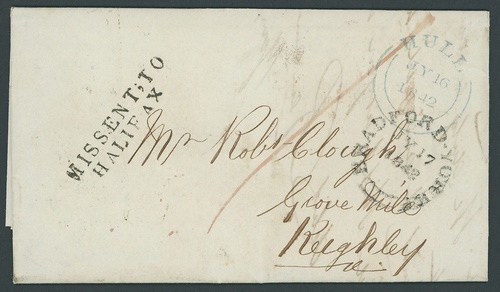 MISSENT:TO
HALIFAX
HULL
JY 16
1842
BRADFORD·YORKS
JY 17
1842
Mr Robt Clough
Grove Mill
Keighley